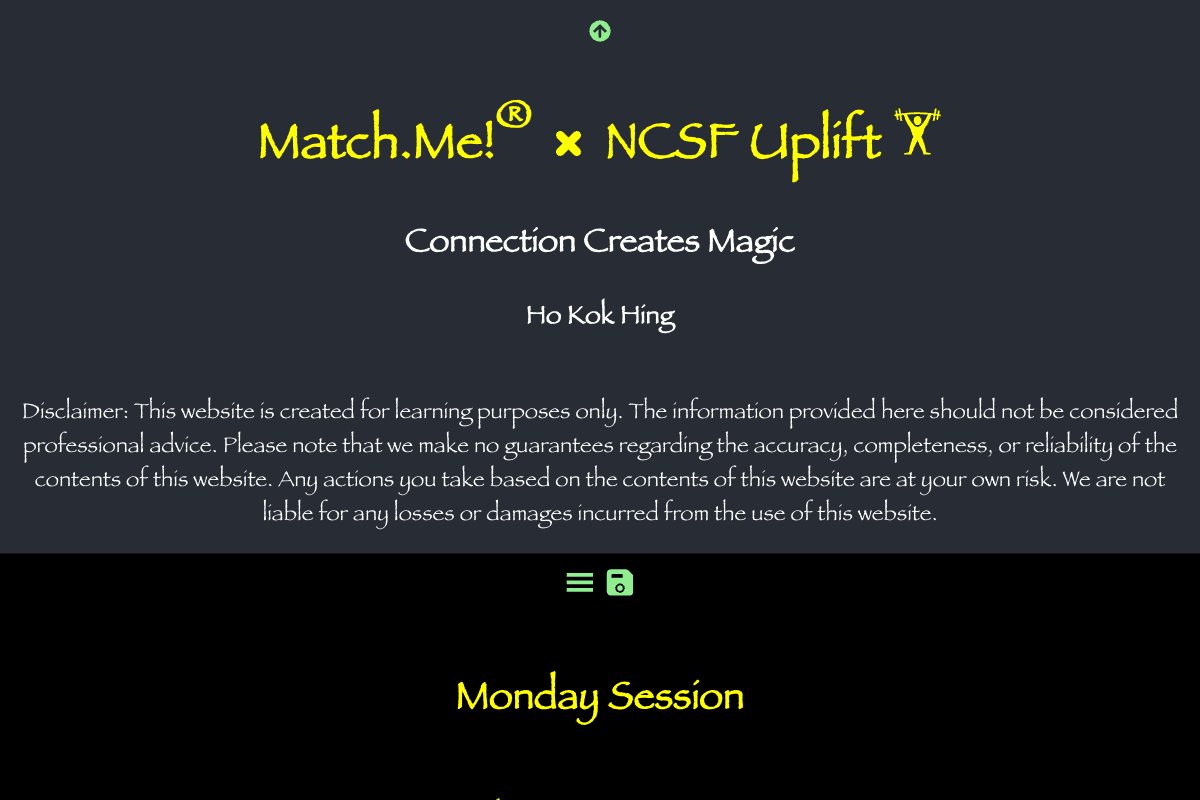 Match.Me!® × NCSF Uplift
Connection Creates Magic
Ho Kok Hing
Disclaimer: This website is created for learning purposes only. The information provided here should not be considered
professional advice. Please note that we make no guarantees regarding the accuracy, completeness, or reliability of the
contents of this website. Any actions you take based on the contents of this website are at your own risk. We are not
liable for any losses or damages incurred from the use of this website.
Monday Session